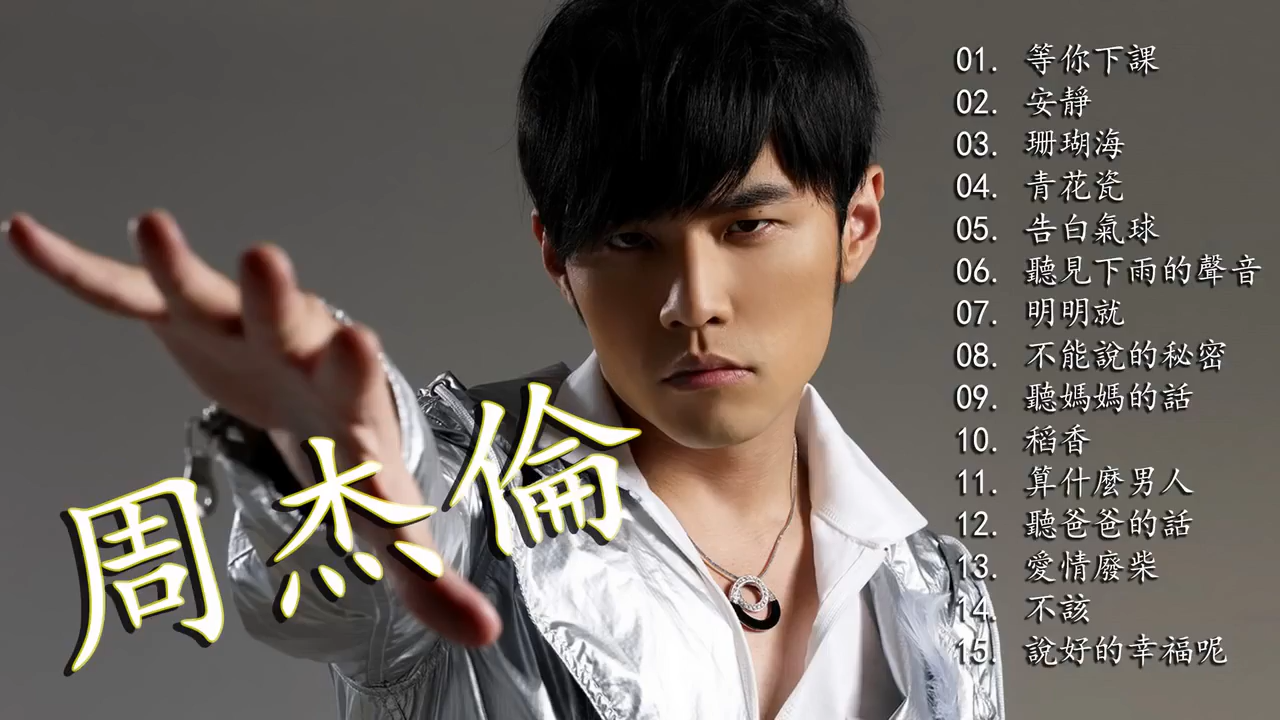 周杰倫
01. 等你下課
02. 安靜
03. 珊瑚海
04. 青花瓷
05. 告白氣球
06. 聽見下雨的聲音
07. 明明就
08. 不能說的秘密
09. 聽媽媽的話
10. 稻香
11. 算什麼男人
12. 聽爸爸的話
13. 愛情廢柴
14. 不該
15. 說好的幸福呢